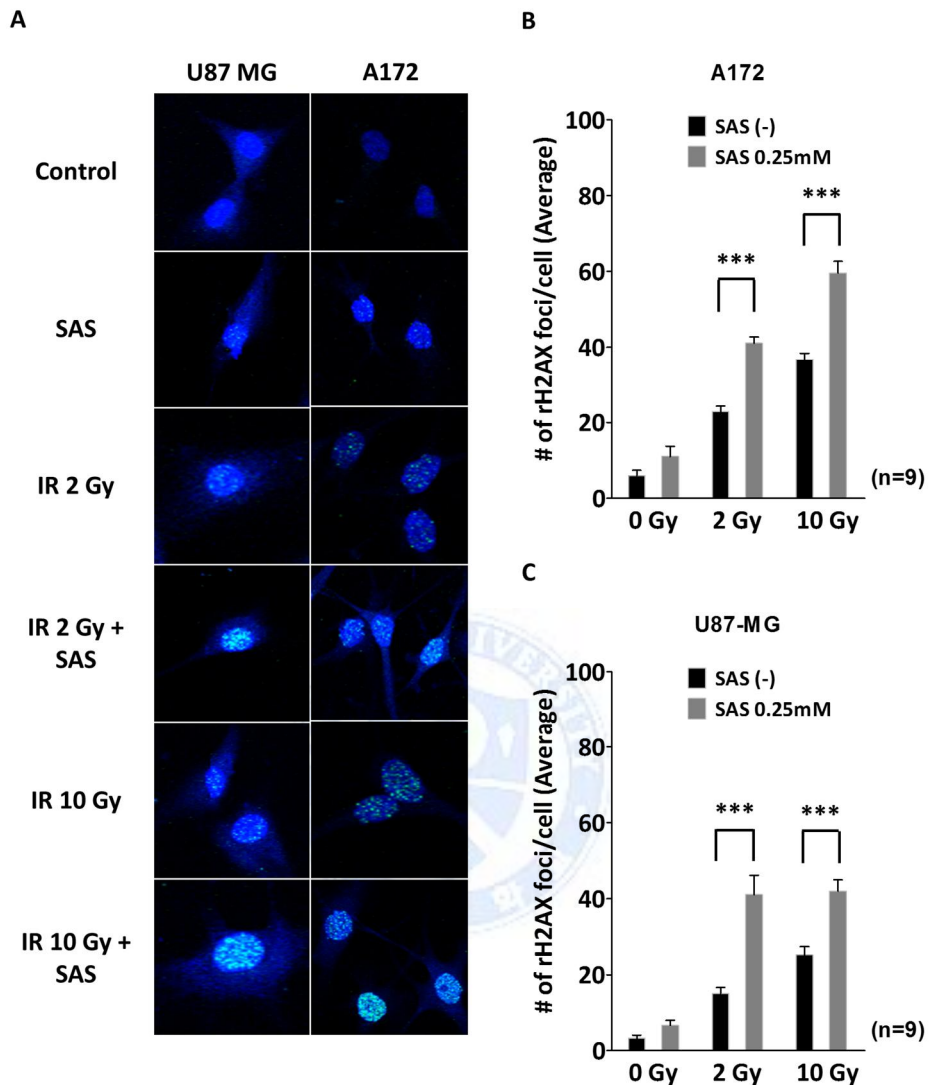 A
U87 MG
A172
Control
SAS
IR 2 Gy
IR 2 Gy +
SAS
IR 10 Gy
IR 10 Gy +
SAS
B
A172
# of rH2AX foci/cell (Average)
100
80
60
40
20
0
SAS (-)
SAS 0.25mM
***
***
0 Gy
2 Gy
10 Gy
(n=9)
C
U87-MG
# of rH2AX foci/cell (Average)
100
80
60
40
20
0
SAS (-)
SAS 0.25mM
***
***
0 Gy
2 Gy
10 Gy
(n=9)